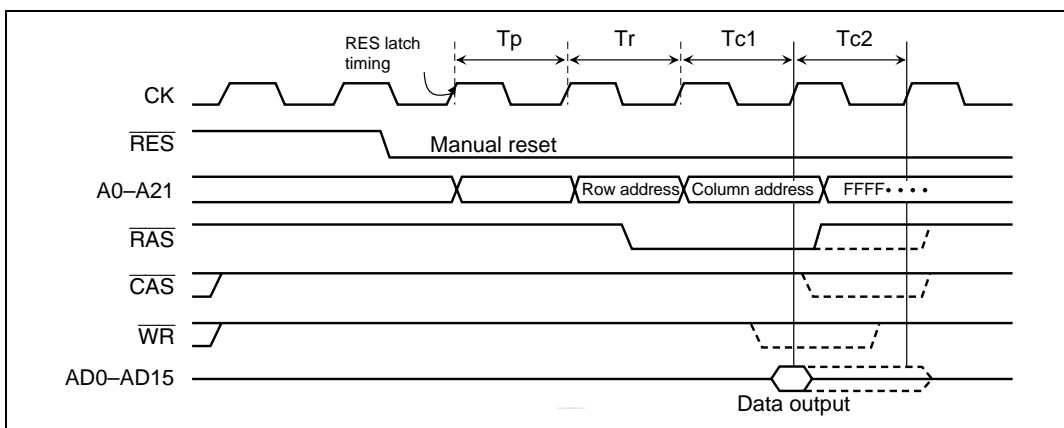 RES latch
timing
Tp
Tr
Tc1
Tc2
CK
RES
Manual reset
A0–A21
Row address
Column address
FFFF····
RAS
CAS
WR
AD0–AD15
Data output